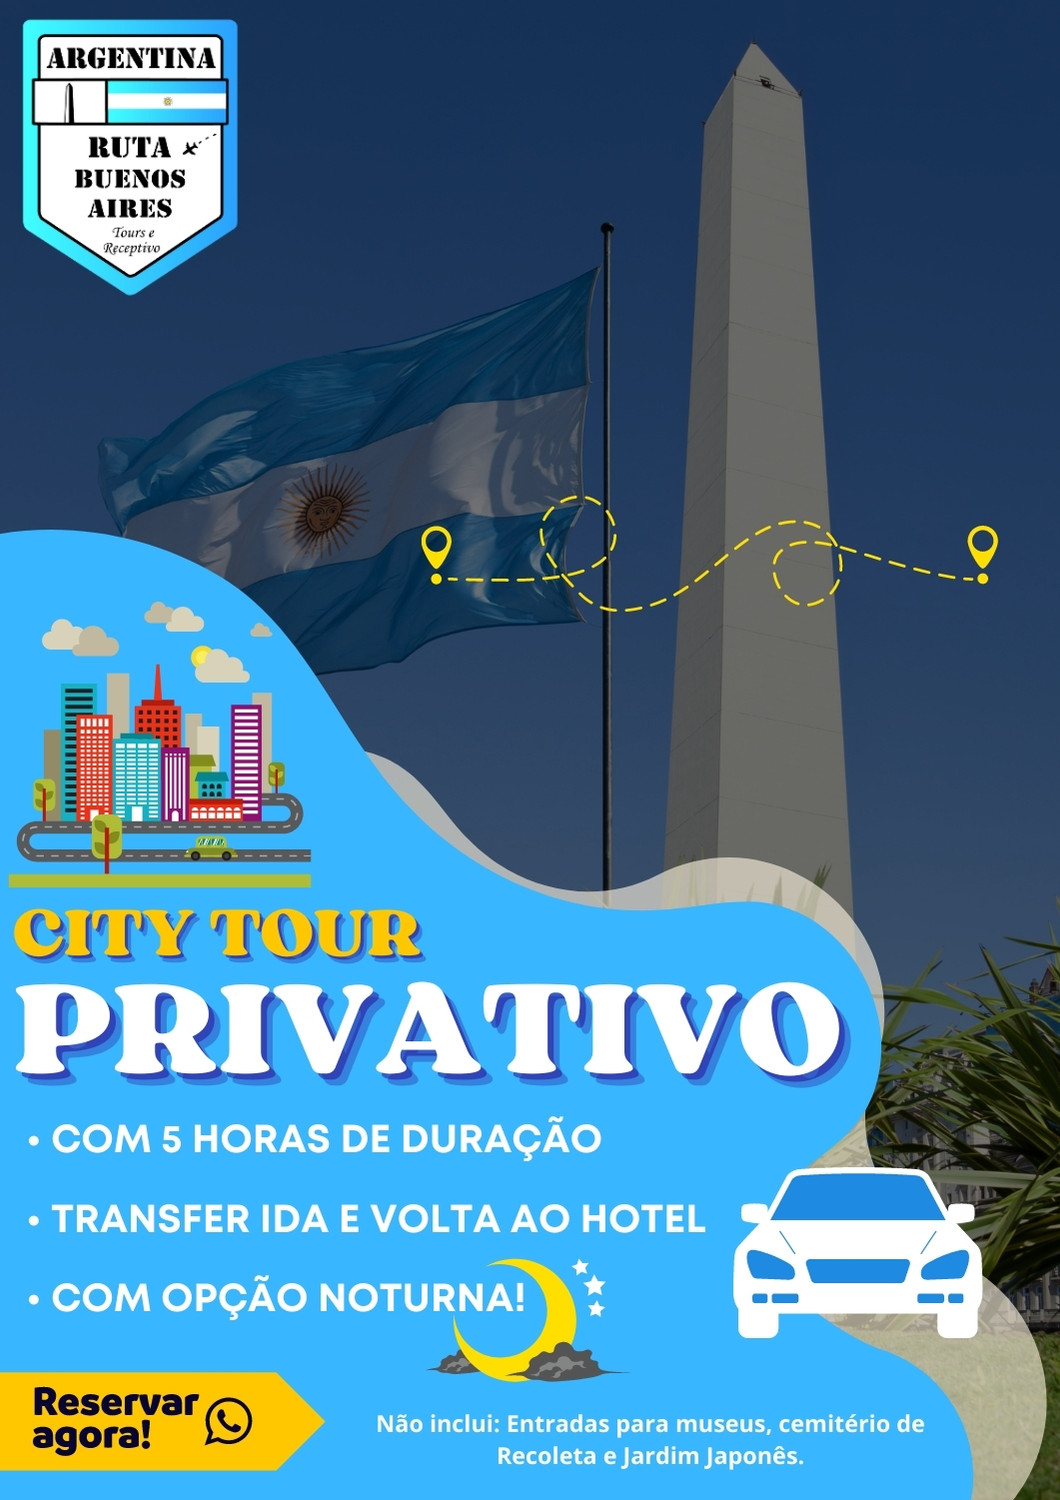 ARGENTINA
RUTA
BUENOS
AIRES
Tours e
Receptivo
CITY TOUR
PRIVATIVO
• COM 5 HORAS DE DURAÇÃO
• TRANSFER IDA E VOLTA AO HOTEL
• COM OPÇÃO NOTURNA!
Reservar
agora!
Não inclui: Entradas para museus, cemitério de
Recoleta e Jardim Japonês.